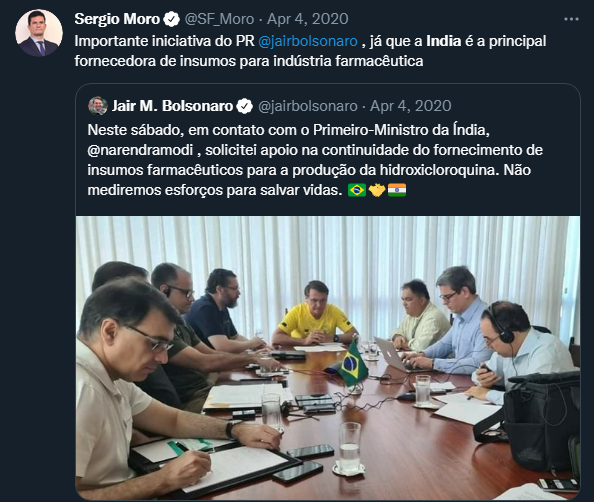 Sergio Moro @SF_Moro · Apr 4, 2020
Importante iniciativa do PR @jairbolsonaro , já que a India é a principal
fornecedora de insumos para indústria farmacêutica
Jair M. Bolsonaro @jairbolsonaro · Apr 4, 2020
Neste sábado, em contato com o Primeiro-Ministro da Índia,
@narendramodi , solicitei apoio na continuidade do fornecimento de
insumos farmacêuticos para a produção da hidroxicloroquina. Não
mediremos esforços para salvar vidas. 🇧🇷🤝🇮🇳